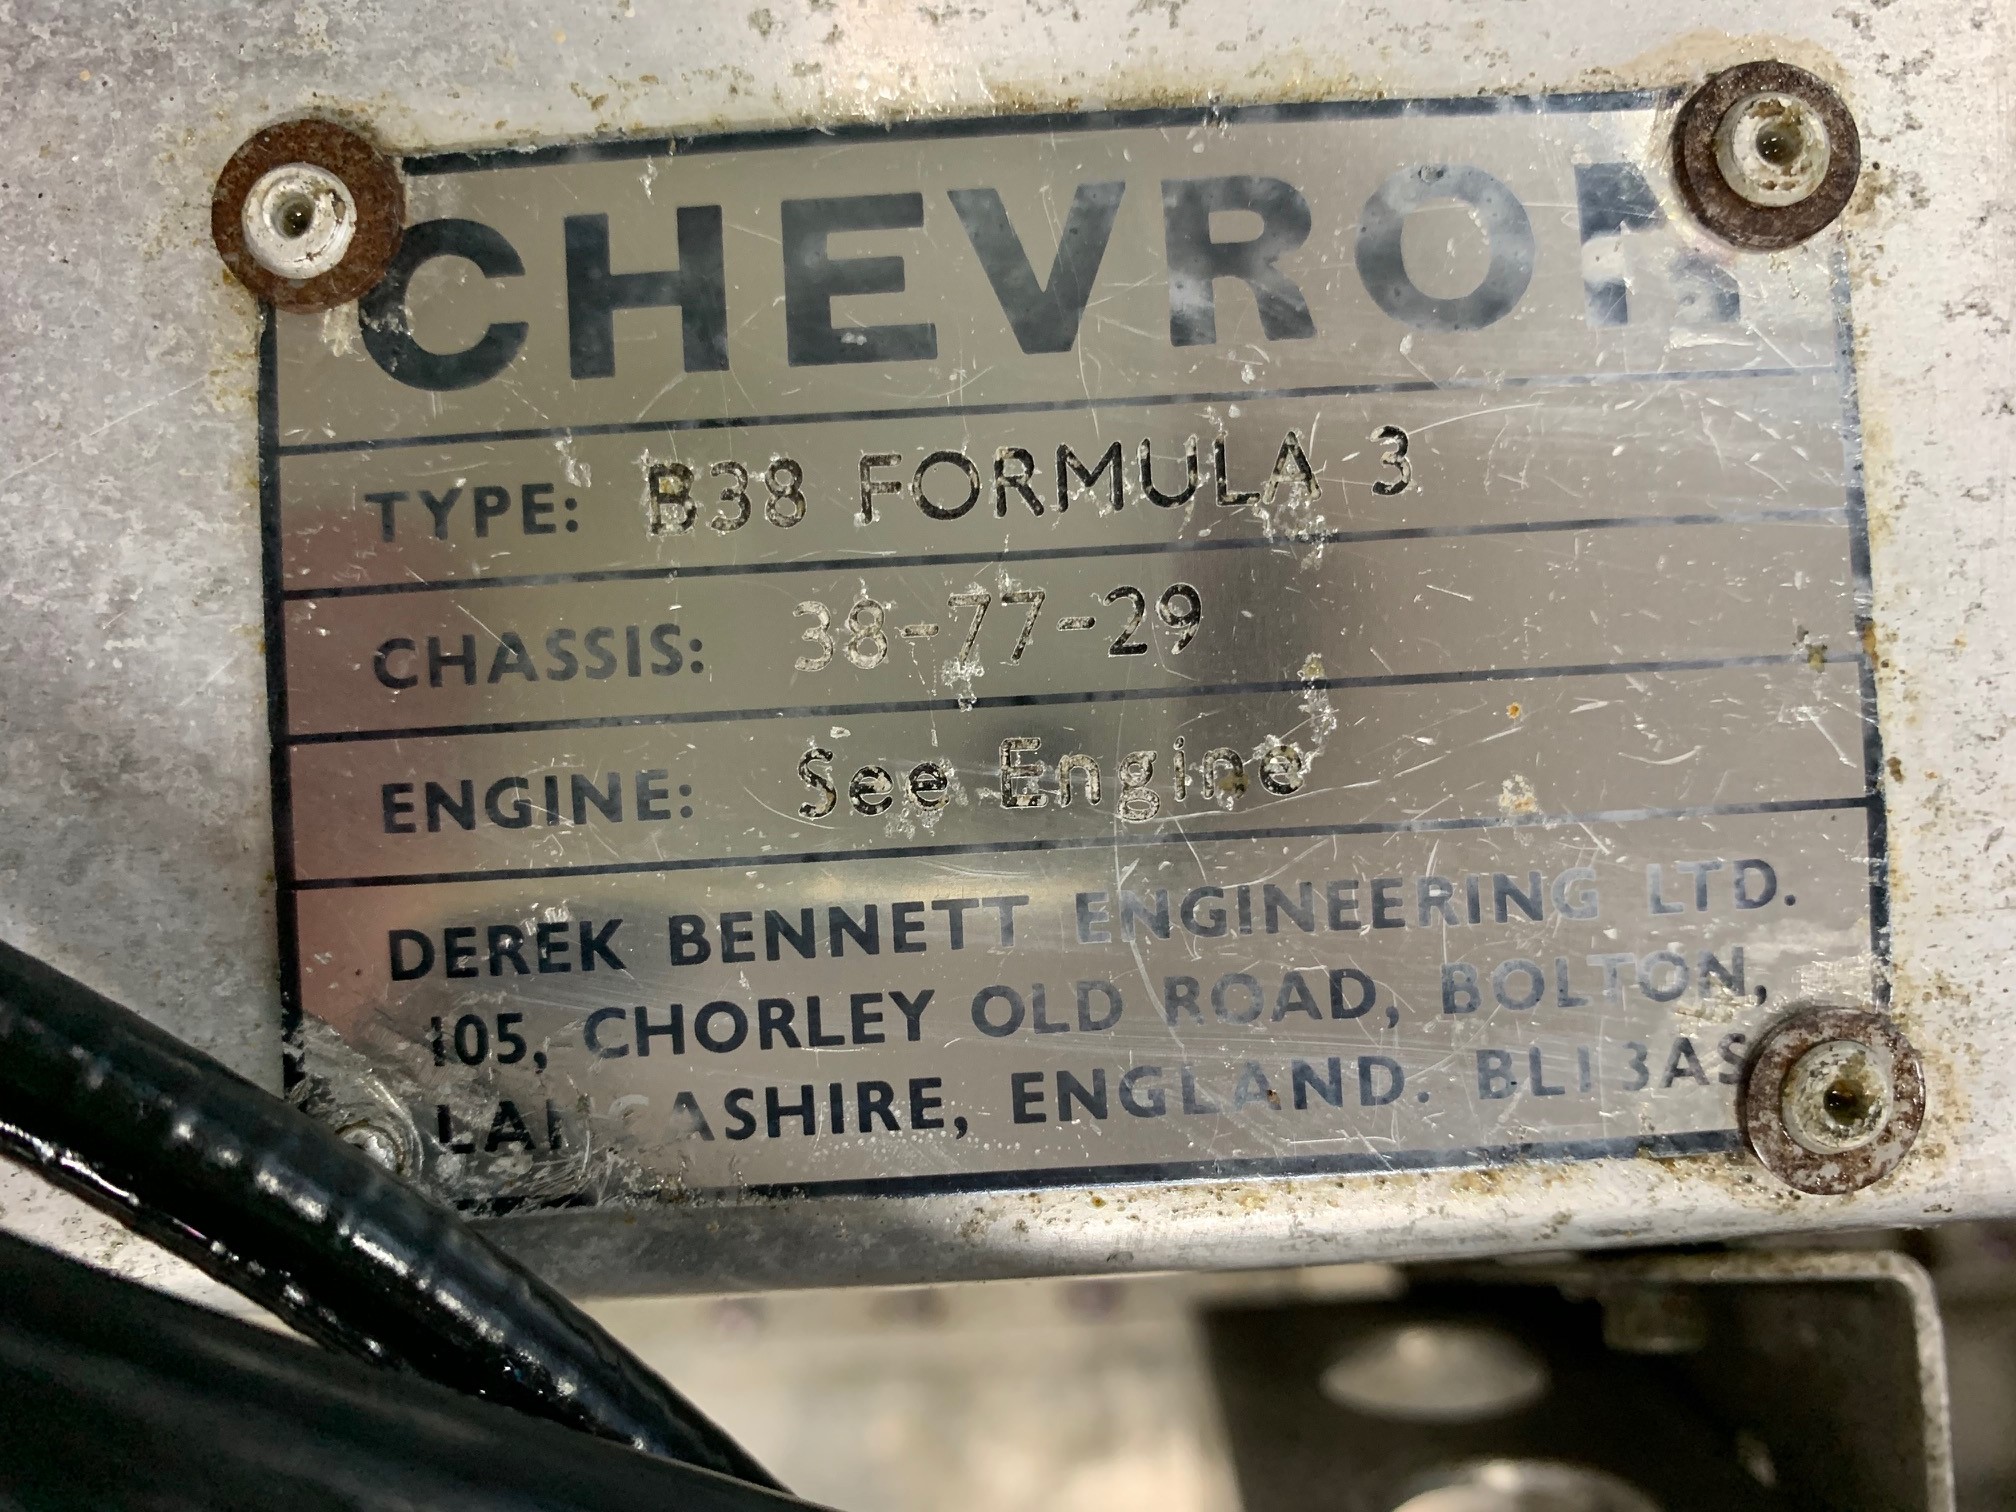 CHEVRON
TYPE: B38 FORMULA 3
CHASSIS: 38-77-29
ENGINE: See Engine
DEREK BENNETT ENGINEERING LTD.
105, CHORLEY OLD ROAD, BOLTON,
LANCASHIRE, ENGLAND. BL1 3AS